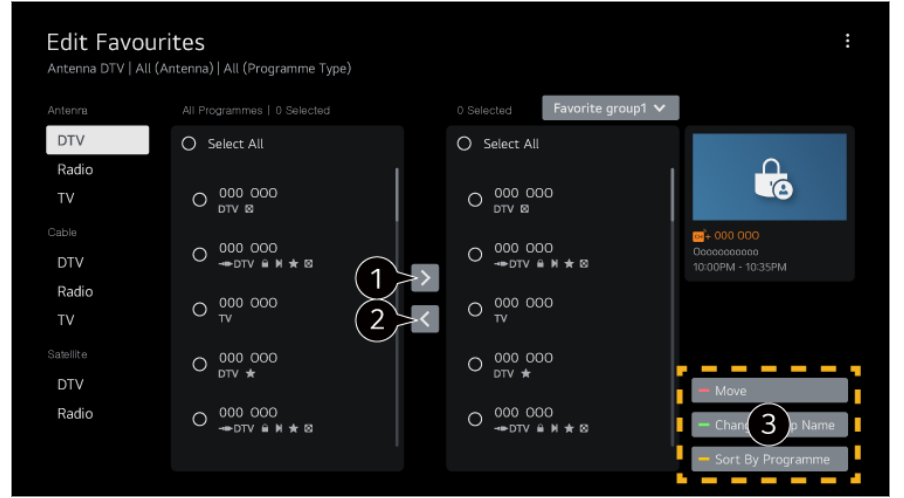 Edit Favourites
Antenna DTV | All (Antenna) | All (Programme Type)
Antenna
DTV
Radio
TV
Cable
DTV
Radio
TV
Satellite
DTV
Radio
All Programmes | 0 Selected
Select All
000 000
DTV
000 000
DTV
000 000
TV
000 000
DTV
000 000
DTV
1
2
0 Selected
Favorite group1
Select All
000 000
DTV
000 000
DTV
000 000
TV
000 000
DTV
000 000
DTV
+ 000 000
Ooooooooooo
10:00PM - 10:35PM
Move
3
Name
Sort By Programme